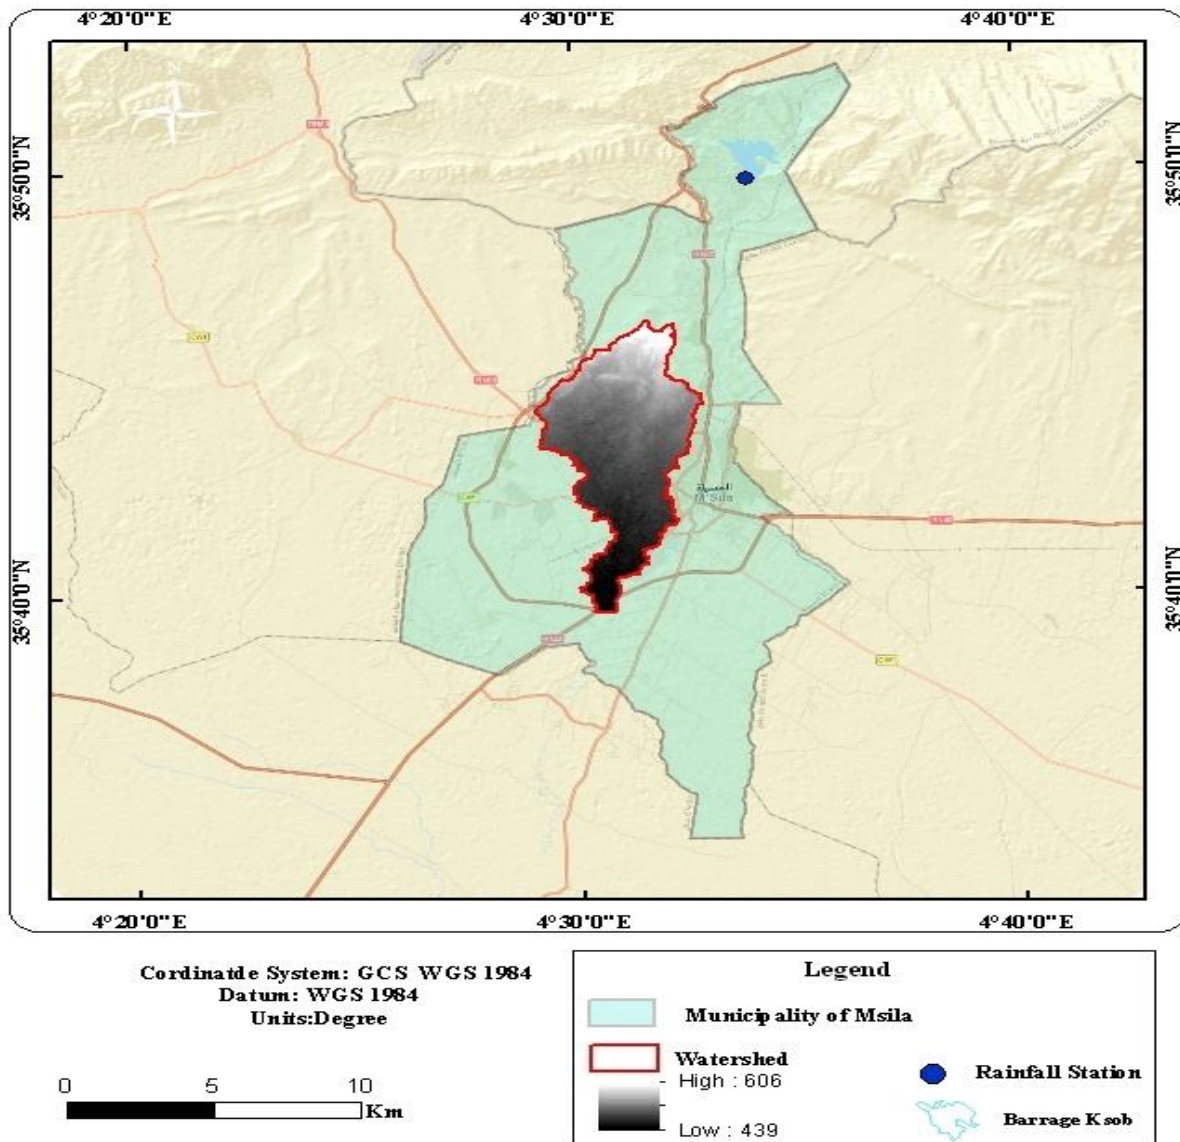 4°20'0"E 4°30'0"E 4°40'0"E
N
35°50'0"N 35°50'0"N
المسيلة
M'Sila
35°40'0"N 35°40'0"N
4°20'0"E 4°30'0"E 4°40'0"E
Cordinatde System: GCS WGS 1984
Datum: WGS 1984
Units:Degree
0 5 10
Km
Legend
Municipality of Msila
Watershed
High : 606
Low : 439
Rainfall Station
Barrage Ksob